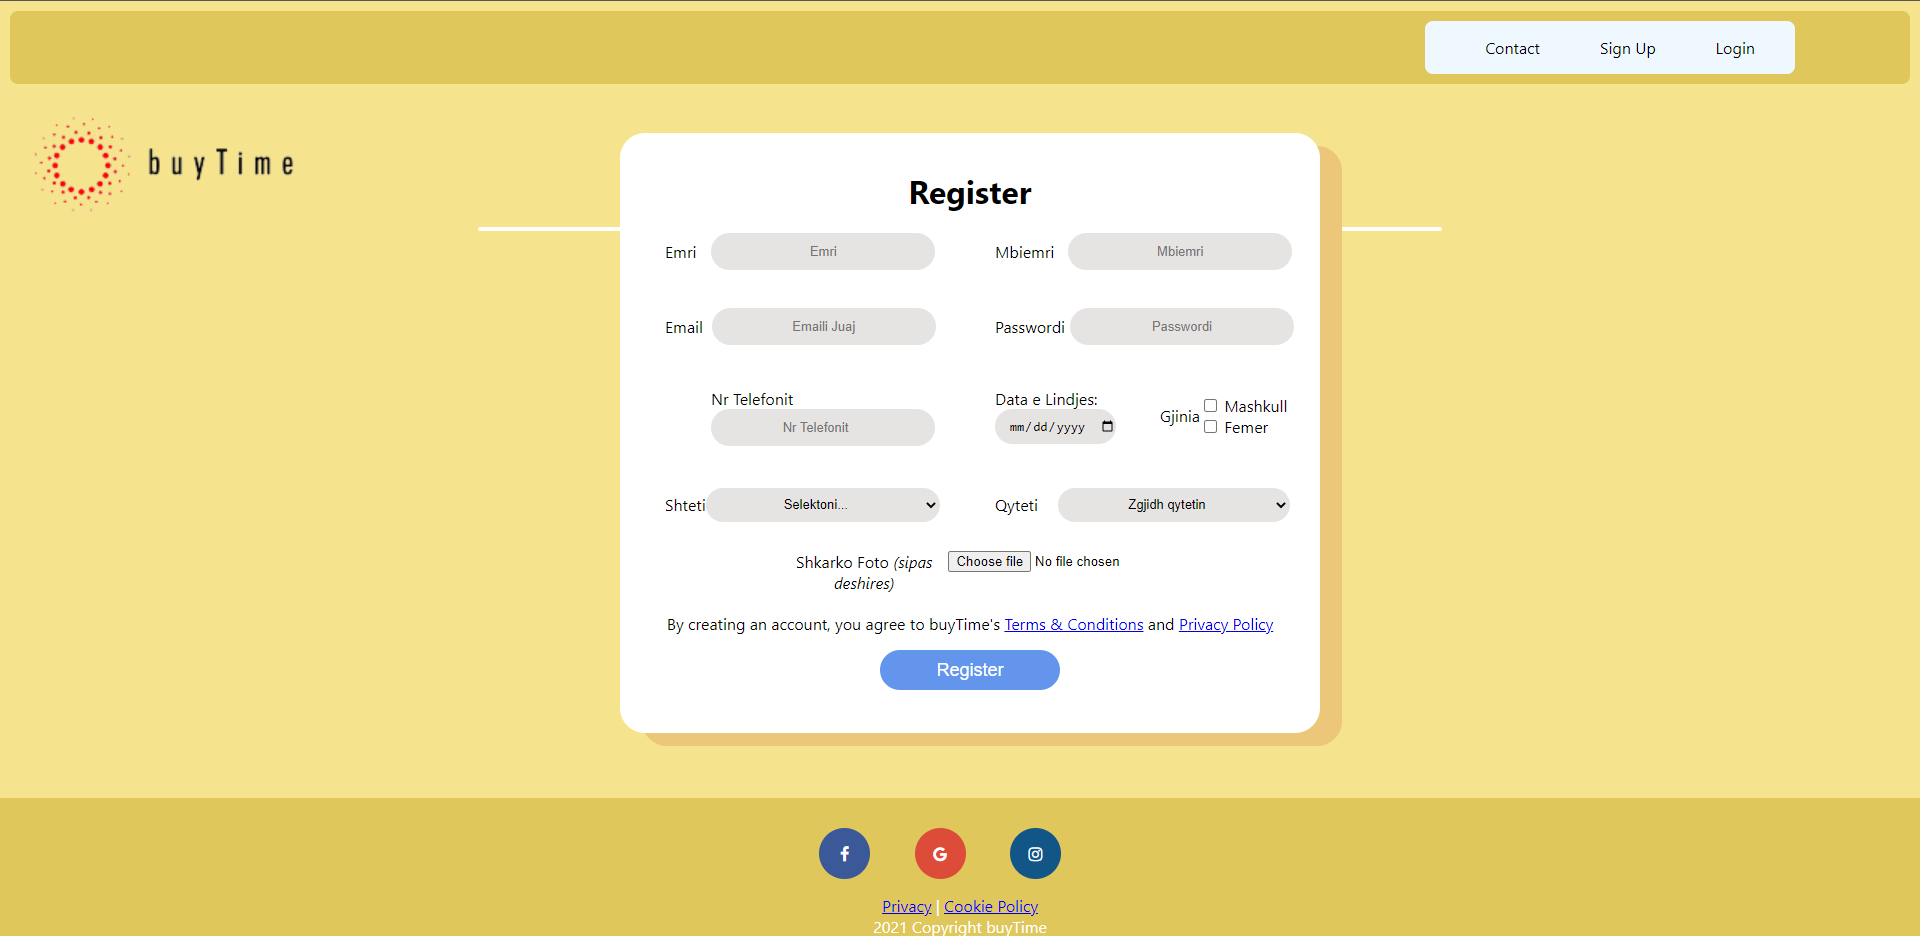 Contact Sign Up Login
buyTime
Register
Emri Emri Mbiemri Mbiemri
Email Emaili Juaj Passwordi Passwordi
Nr Telefonit Data e Lindjes:
Nr Telefonit mm/dd/yyyy Gjinia Mashkull
Femer
Shteti Selektoni... Qyteti Zgjidh qytetin
Shkarko Foto (sipas deshires) Choose file No file chosen
By creating an account, you agree to buyTime's Terms & Conditions and Privacy Policy
Register
f G
Privacy | Cookie Policy
2021 Copyright buyTime